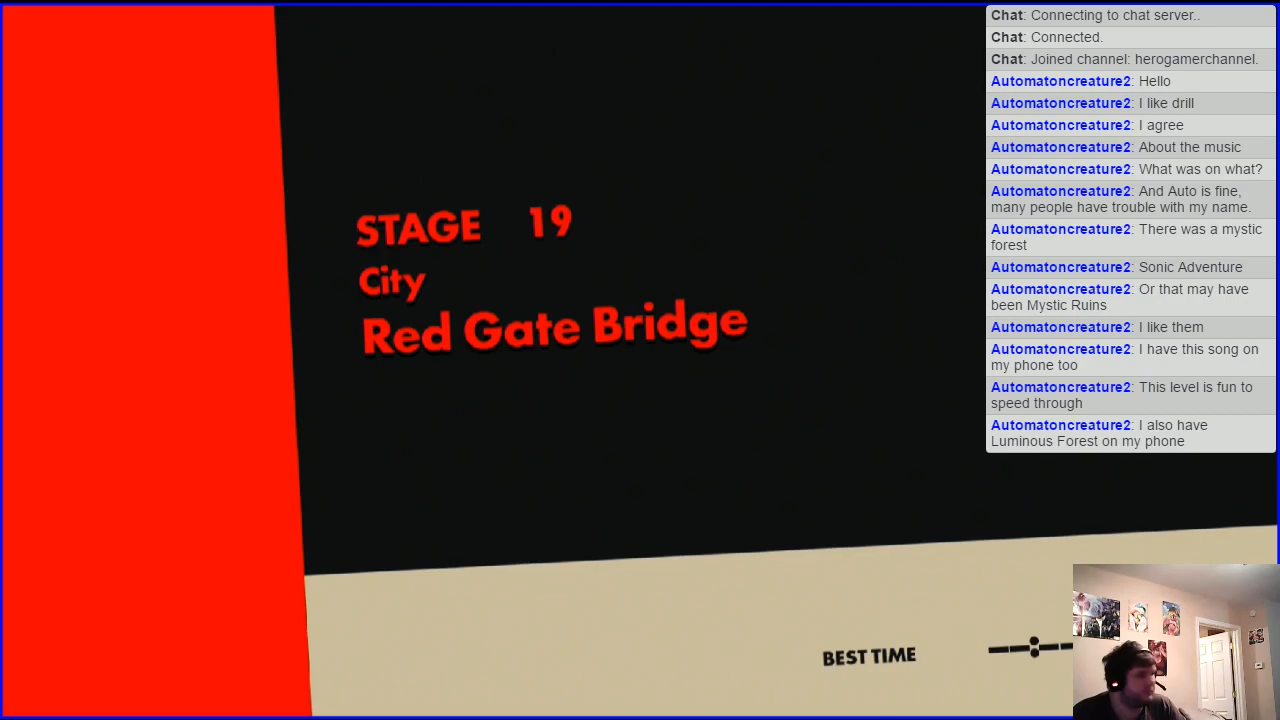 STAGE 19
City
Red Gate Bridge
BEST TIME
Chat: Connecting to chat server..
Chat: Connected.
Chat: Joined channel: herogamerchannel.
Automatoncreature2: Hello
Automatoncreature2: I like drill
Automatoncreature2: I agree
Automatoncreature2: About the music
Automatoncreature2: What was on what?
Automatoncreature2: And Auto is fine,
many people have trouble with my name.
Automatoncreature2: There was a mystic
forest
Automatoncreature2: Sonic Adventure
Automatoncreature2: Or that may have
been Mystic Ruins
Automatoncreature2: I like them
Automatoncreature2: I have this song on
my phone too
Automatoncreature2: This level is fun to
speed through
Automatoncreature2: I also have
Luminous Forest on my phone